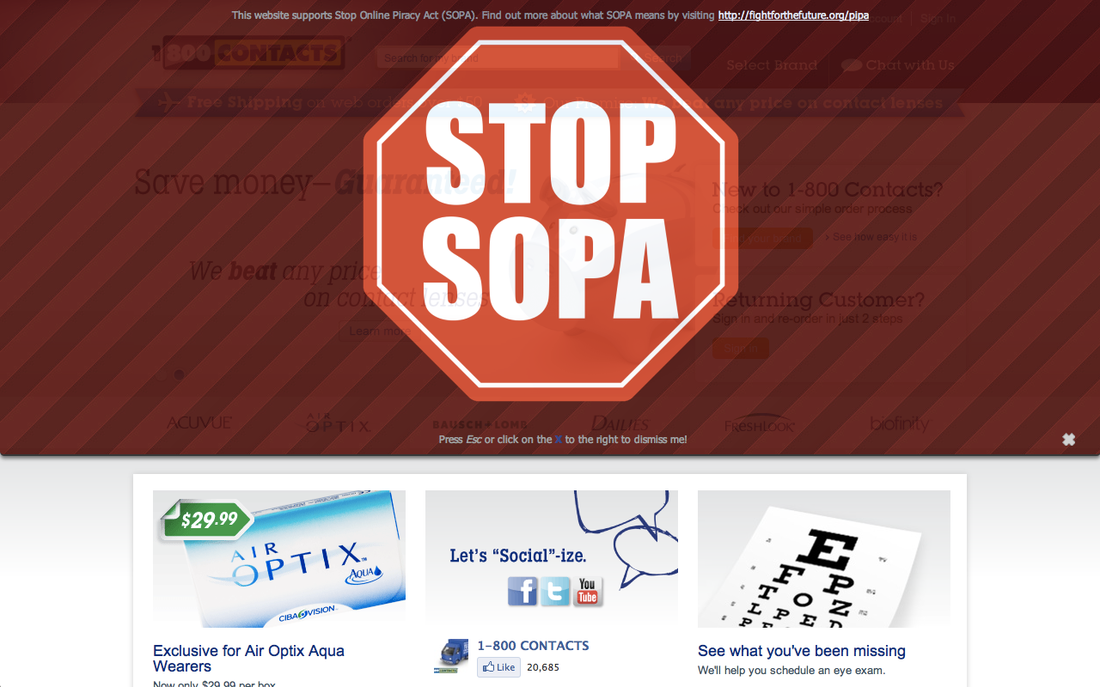 This website supports Stop Online Piracy Act (SOPA). Find out more about what SOPA means by visiting http://fightforthefuture.org/pipa
Sign In
1 800 CONTACTS
Search for
Select Brand
Chat with Us
Free Shipping on web orders
any price on contact lenses
STOP
SOPA
Save money—Guaranteed!
We beat any price
on contact lenses
Learn more
New to 1-800 Contacts?
Check out our simple order process
› See how easy it is
Returning Customer?
Sign in and re-order in just 2 steps
Sign in
ACUVUE
AIR OPTIX
BAUSCH + LOMB
DAILIES
FRESHLOOK
biofinity
Press Esc or click on the X to the right to dismiss me!
$29.99
AIR
OPTIX
AQUA
CIBA VISION
Let's “Social”-ize.
f t You Tube
E
F P
T O Z
L P E D
1-800 CONTACTS
Like 20,685
Exclusive for Air Optix Aqua
Wearers
Now only $29.99 per box
See what you've been missing
We'll help you schedule an eye exam.